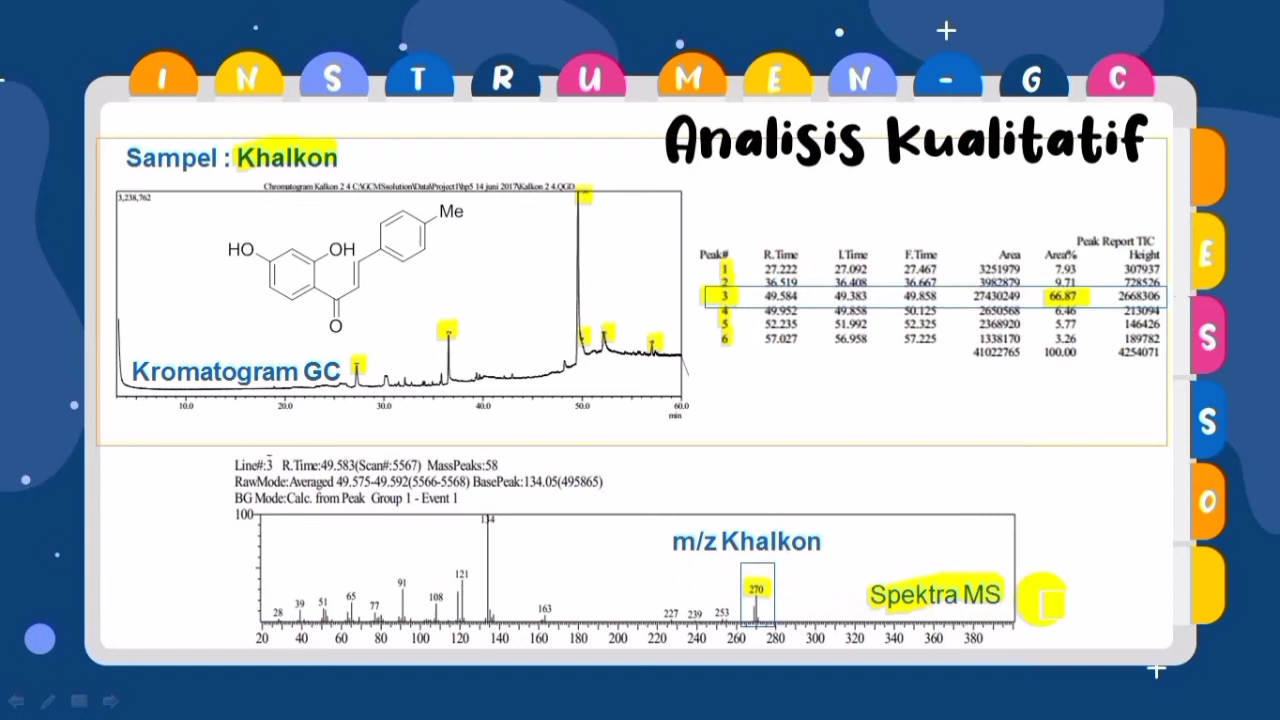 INSTRUMEN-GC
Analisis Kualitatif
Sampel : Khalkon
Chromatogram Kalkon 2 4 C:\GCMSsolution\Data\Project1\hp5 14 juni 2017\Kalkon 2 4.QGD
3,238,762
Me
HO
OH
O
Kromatogram GC
10.0 20.0 30.0 40.0 50.0 60.0
min
Peak Report TIC
Peak# R.Time I.Time F.Time Area Area% Height
1 27.222 27.092 27.467 3251979 7.93 307937
2 36.519 36.408 36.667 3982879 9.71 728526
3 49.584 49.383 49.858 27430249 66.87 2668306
4 49.952 49.858 50.125 2650568 6.46 213094
5 52.235 51.992 52.325 2368920 5.77 146426
6 57.027 56.958 57.225 1338170 3.26 189782
41022765 100.00 4254071
Line#:3 R.Time:49.583(Scan#:5567) MassPeaks:58
RawMode:Averaged 49.575-49.592(5566-5568) BasePeak:134.05(495865)
BG Mode:Calc. from Peak Group 1 - Event 1
100
134
m/z Khalkon
28 39 51 65 77 91 108 121 163 227 239 253 270
Spektra MS
20 40 60 80 100 120 140 160 180 200 220 240 260 280 300 320 340 360 380
E
S
S
O